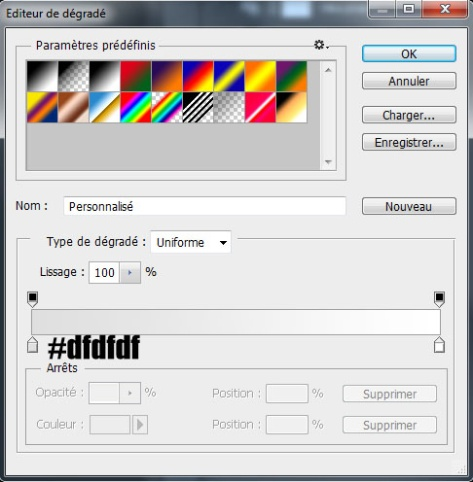 Editeur de dégradé
Paramètres prédéfinis
OK
Annuler
Charger...
Enregistrer...
Nom : Personnalisé
Nouveau
Type de dégradé : Uniforme
Lissage : 100 %
#dfdfdf
Arrêts
Opacité : % Position : % Supprimer
Couleur : Position : % Supprimer